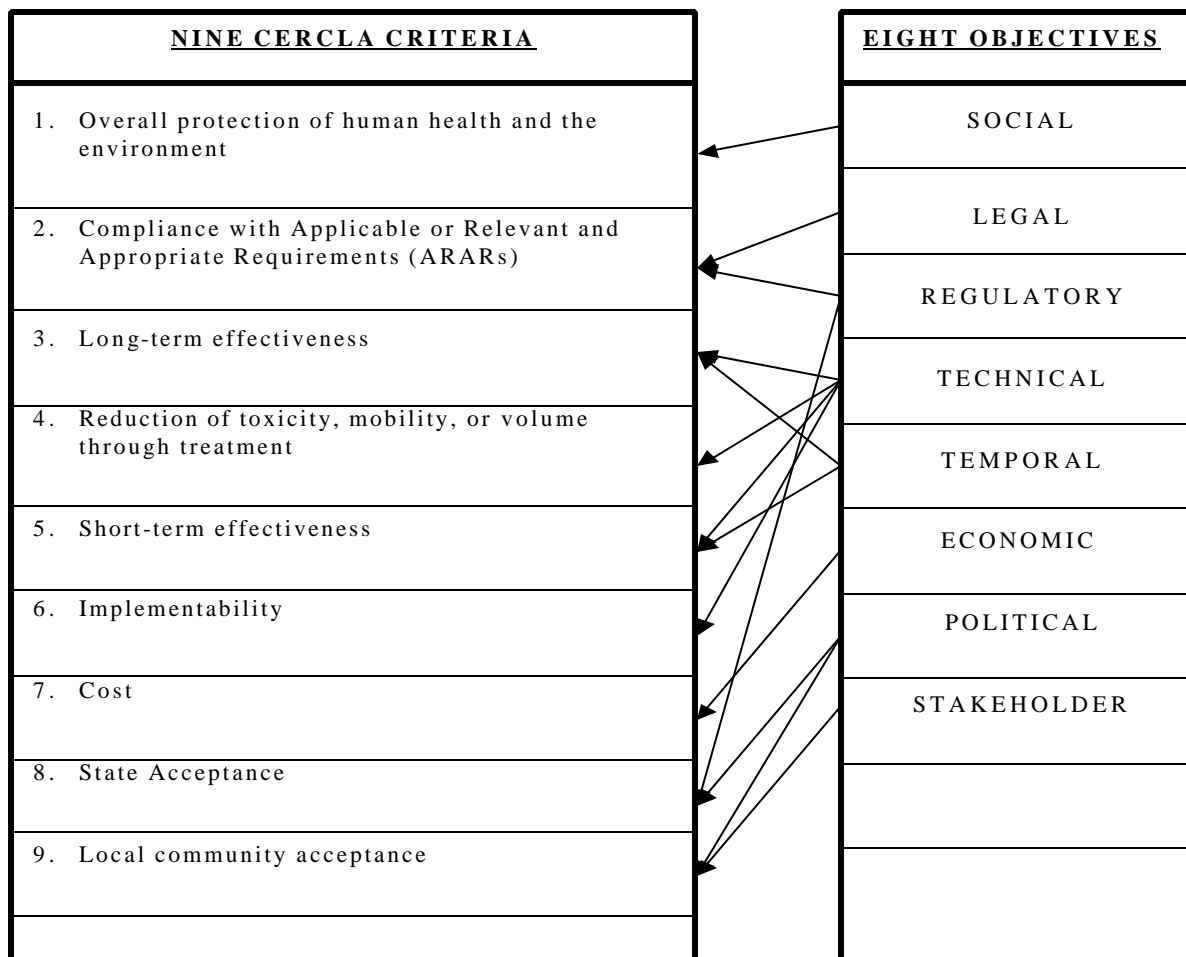 NINE CERCLA CRITERIA
1. Overall protection of human health and the
environment
2. Compliance with Applicable or Relevant and
Appropriate Requirements (ARARs)
3. Long-term effectiveness
4. Reduction of toxicity, mobility, or volume
through treatment
5. Short-term effectiveness
6. Implementability
7. Cost
8. State Acceptance
9. Local community acceptance
EIGHT OBJECTIVES
SOCIAL
LEGAL
REGULATORY
TECHNICAL
TEMPORAL
ECONOMIC
POLITICAL
STAKEHOLDER